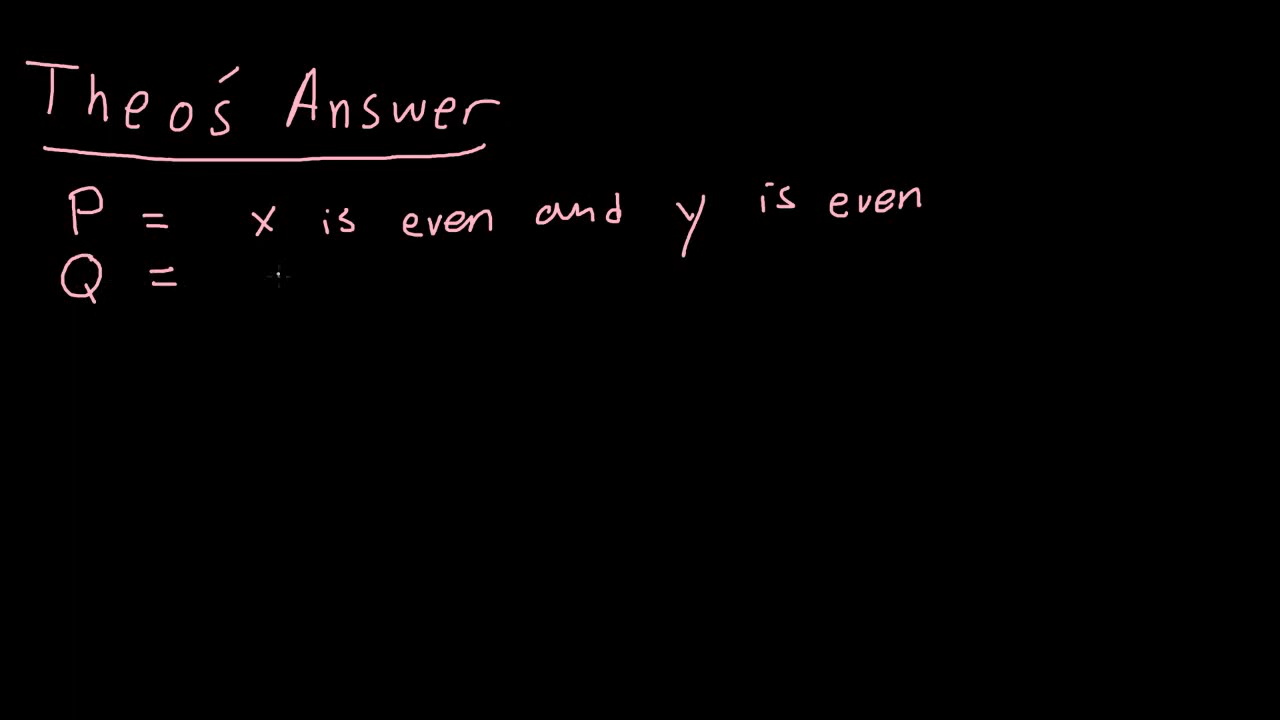 Theo's Answer
P = x is even and y is even
Q =